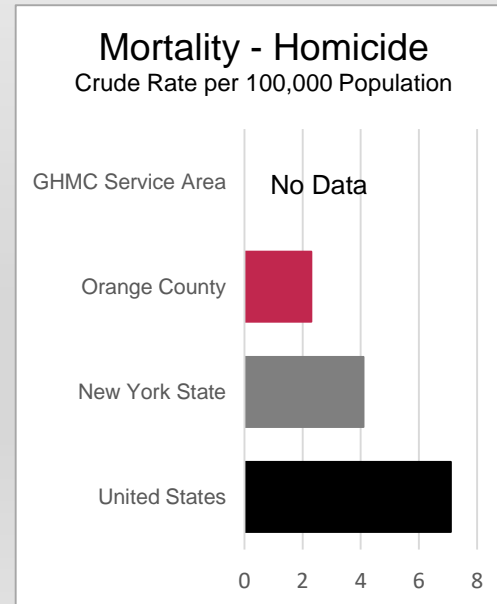 Mortality - Homicide
Crude Rate per 100,000 Population
GHMC Service Area
No Data
Orange County
New York State
United States
0 2 4 6 8